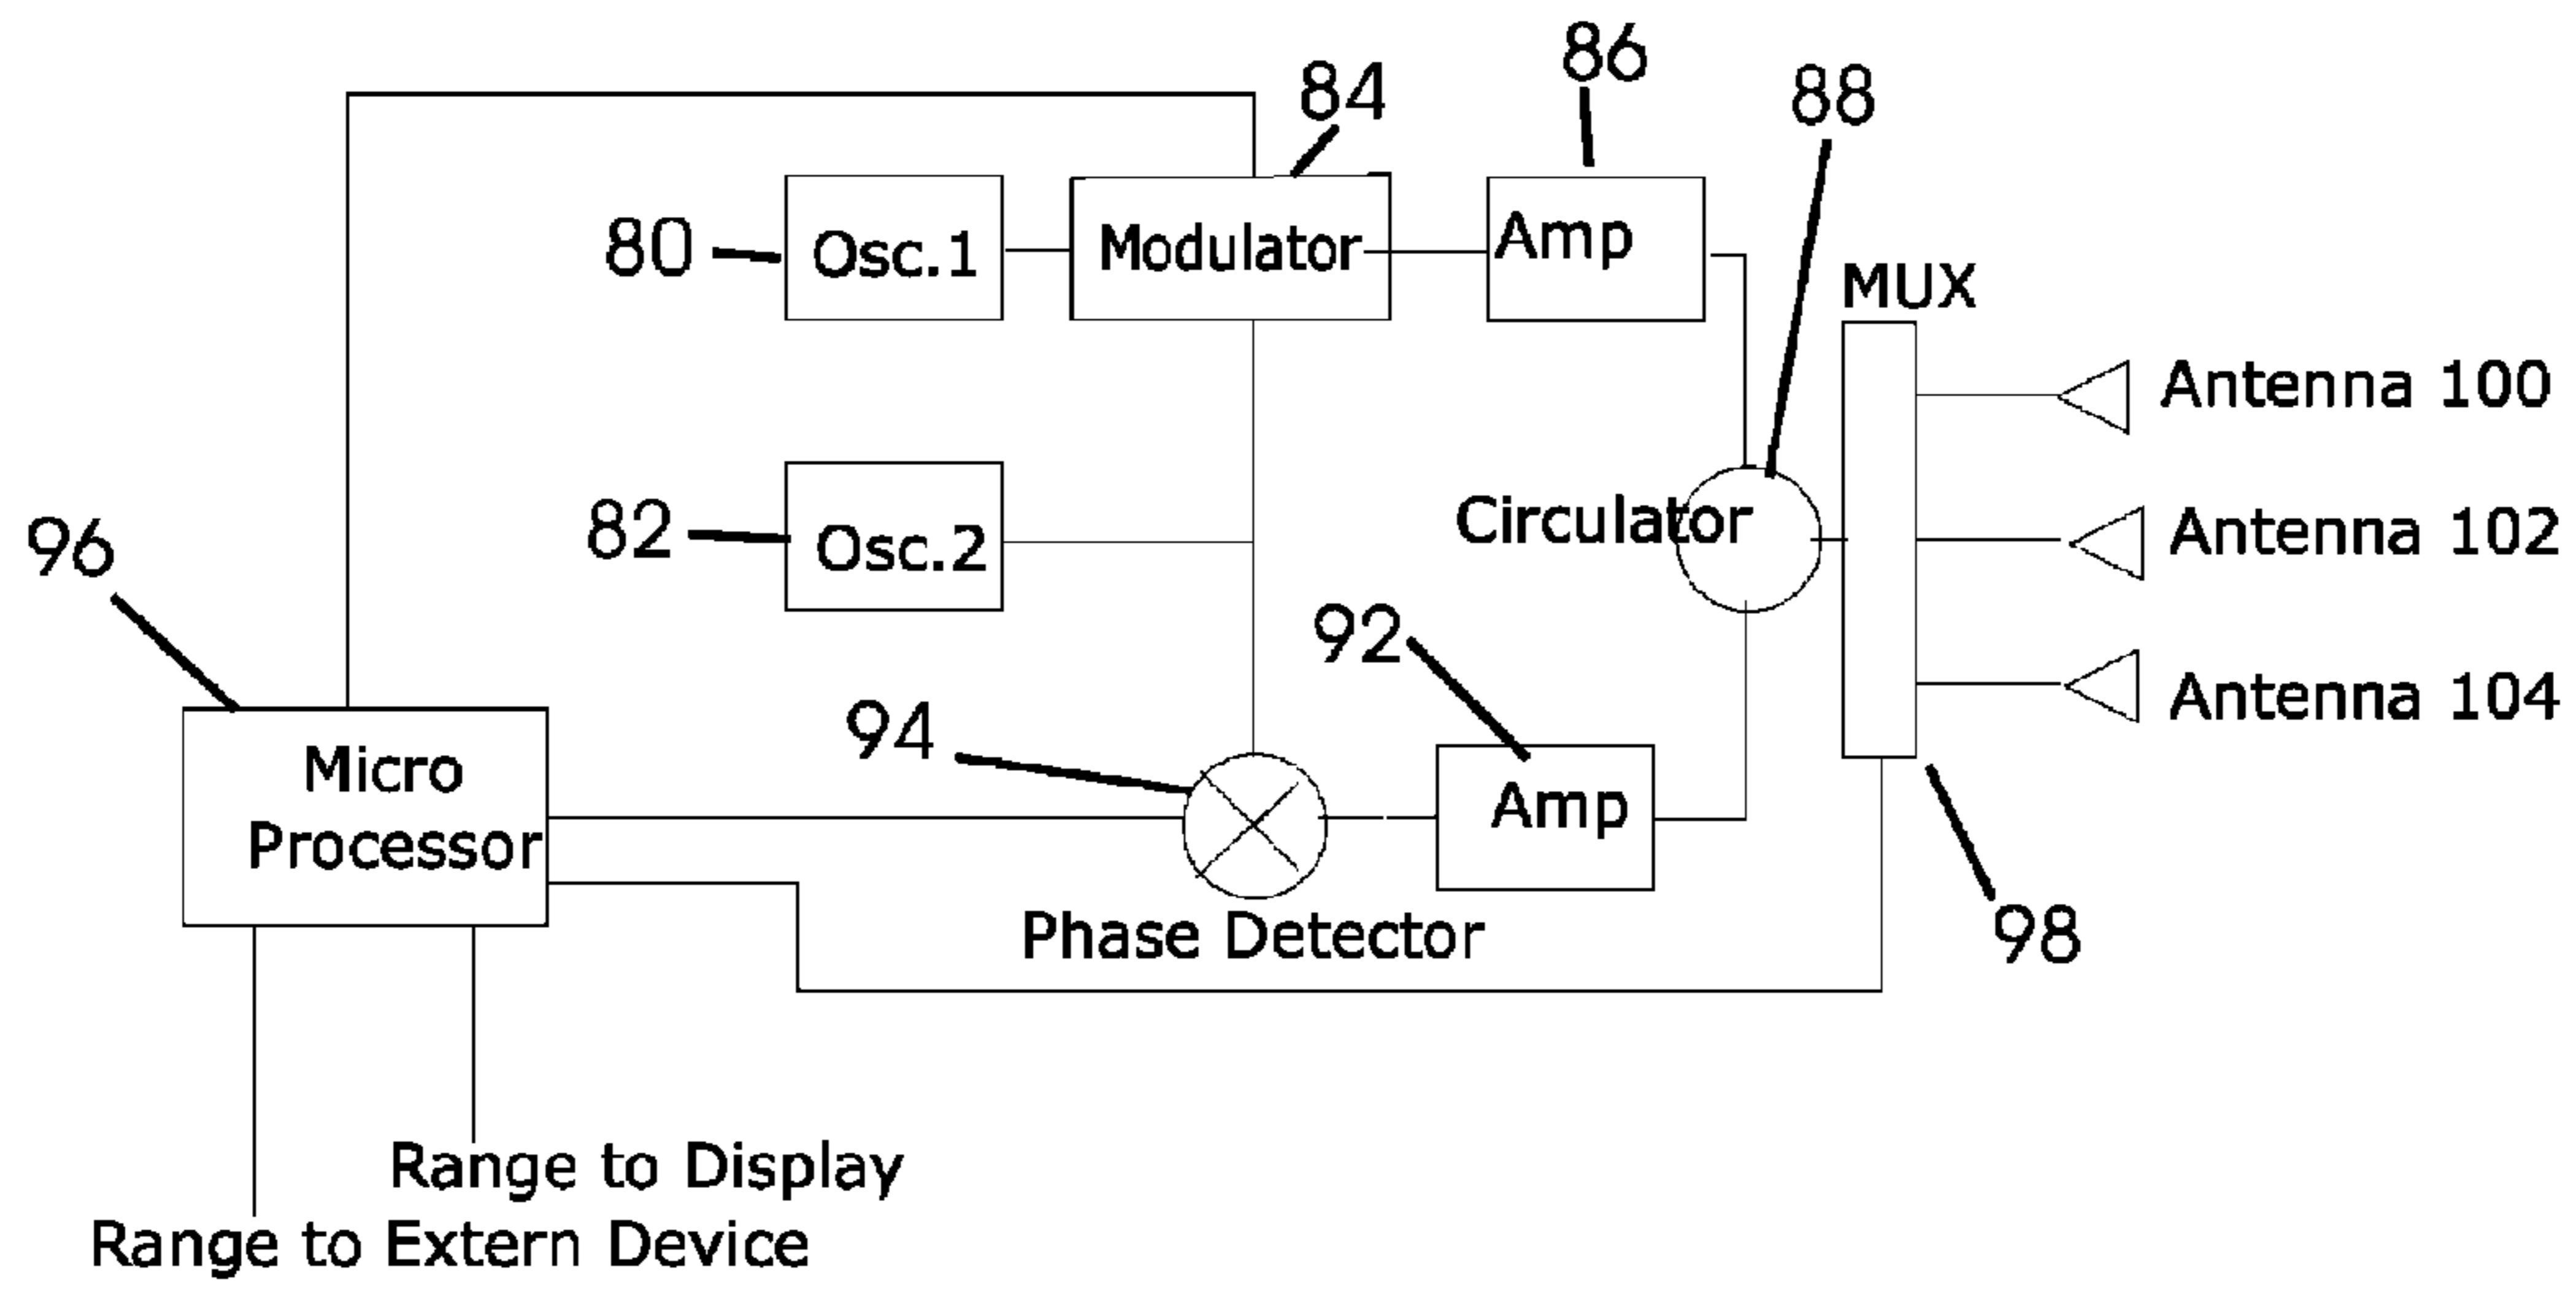 86
84
88
80
Osc.1
Modulator
Amp
MUX
Antenna 100
82
Osc.2
Circulator
Antenna 102
96
92
Antenna 104
94
Micro
Processor
Amp
Phase Detector
98
Range to Display
Range to Extern Device